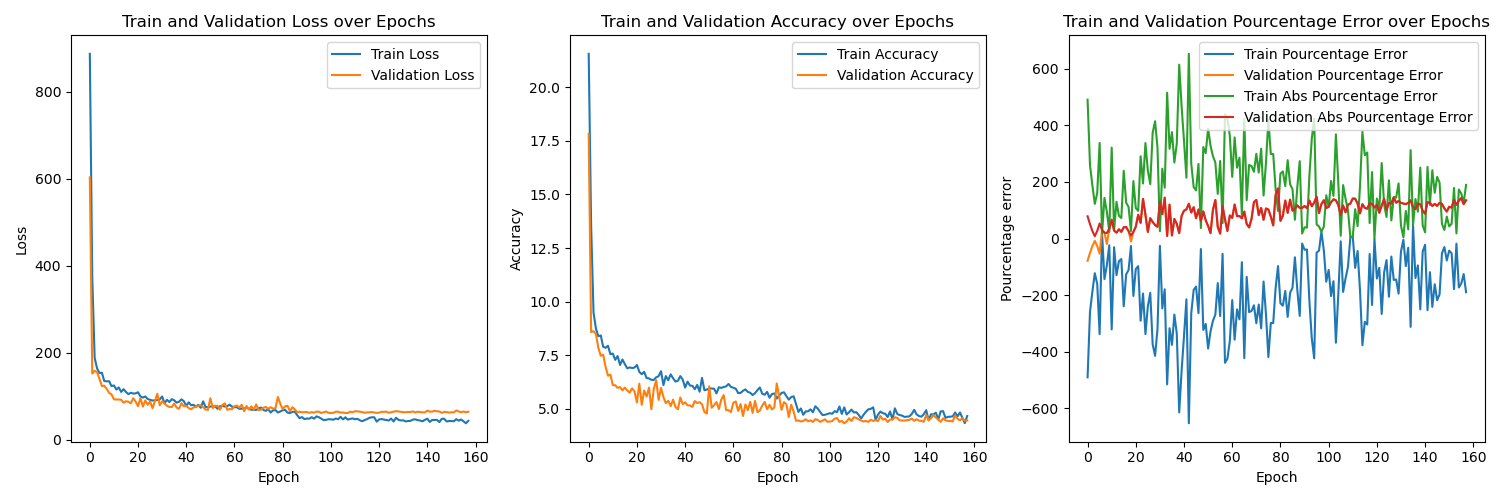 Train and Validation Loss over Epochs
Train Loss
Validation Loss
800
600
400
200
0
Loss
0 20 40 60 80 100 120 140 160
Epoch
Train and Validation Accuracy over Epochs
Train Accuracy
Validation Accuracy
20.0
17.5
15.0
12.5
10.0
7.5
5.0
Accuracy
0 20 40 60 80 100 120 140 160
Epoch
Train and Validation Pourcentage Error over Epochs
Train Pourcentage Error
Validation Pourcentage Error
Train Abs Pourcentage Error
Validation Abs Pourcentage Error
600
400
200
0
−200
−400
−600
Pourcentage error
0 20 40 60 80 100 120 140 160
Epoch